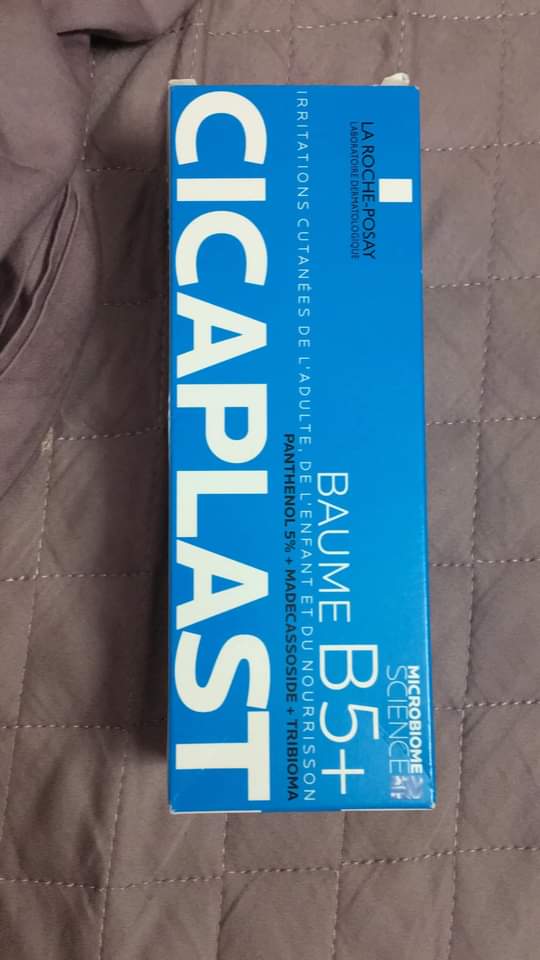 LA ROCHE-POSAY
LABORATOIRE DERMATOLOGIQUE
MICROBIOME
SCIENCE
BAUME B5+
IRRITATIONS CUTANÉES DE L'ADULTE, DE L'ENFANT ET DU NOURRISSON
PANTHENOL 5% + MADECASSOSIDE + TRIBIOMA
CICAPLAST